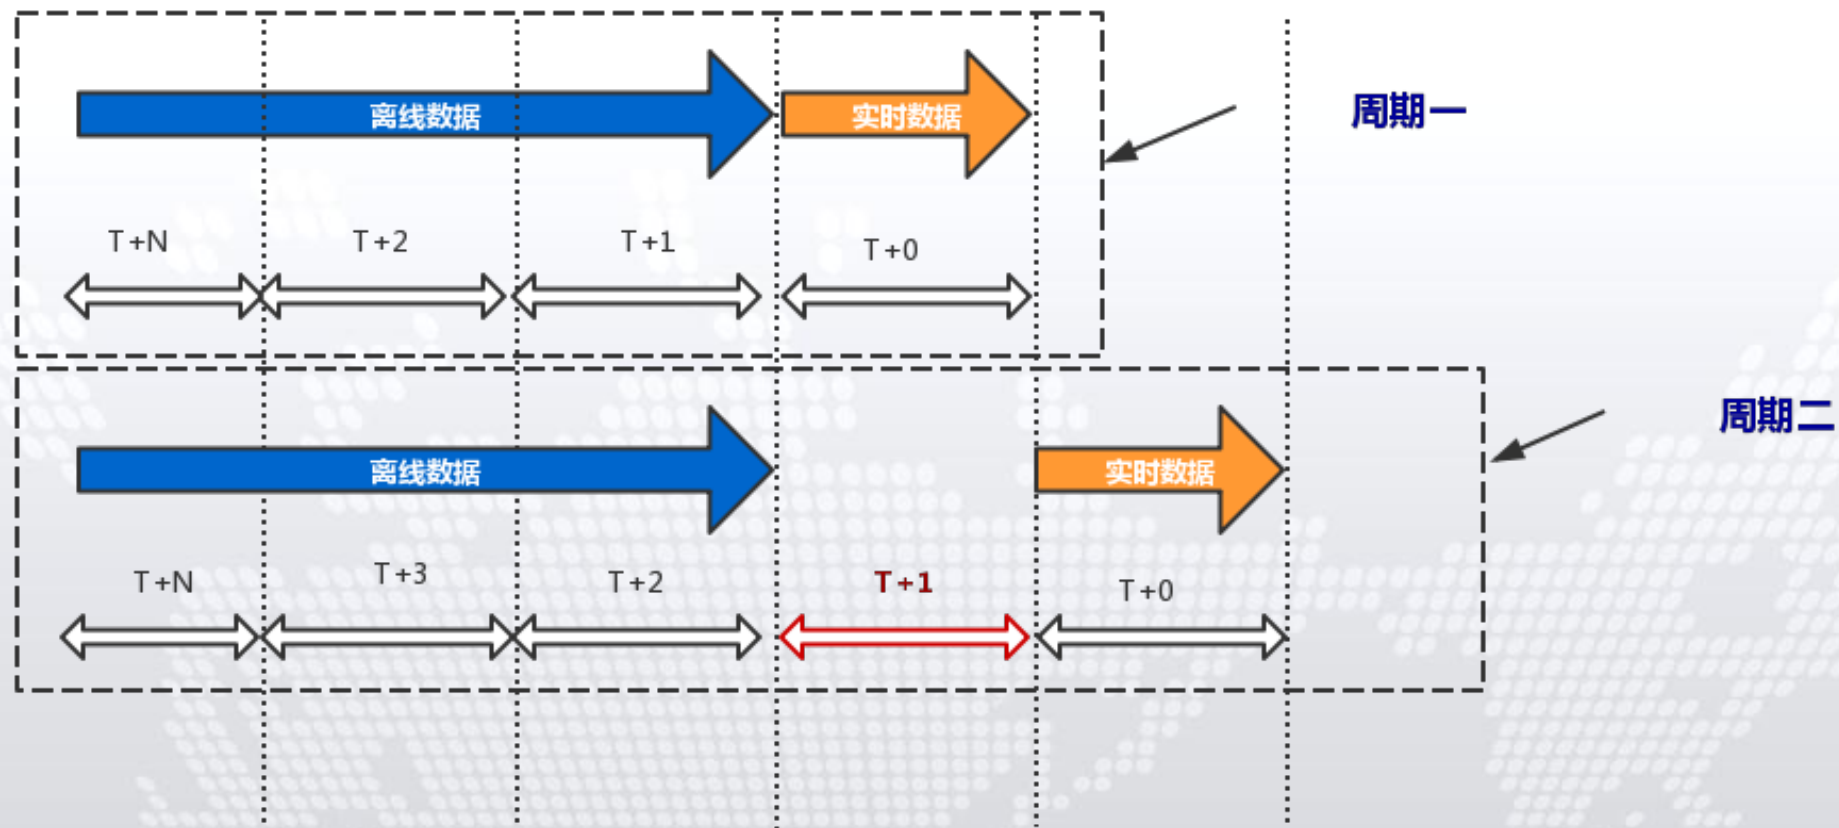 离线数据
实时数据
周期一
T+N
T+2
T+1
T+0
周期二
离线数据
实时数据
T+N
T+3
T+2
T+1
T+0